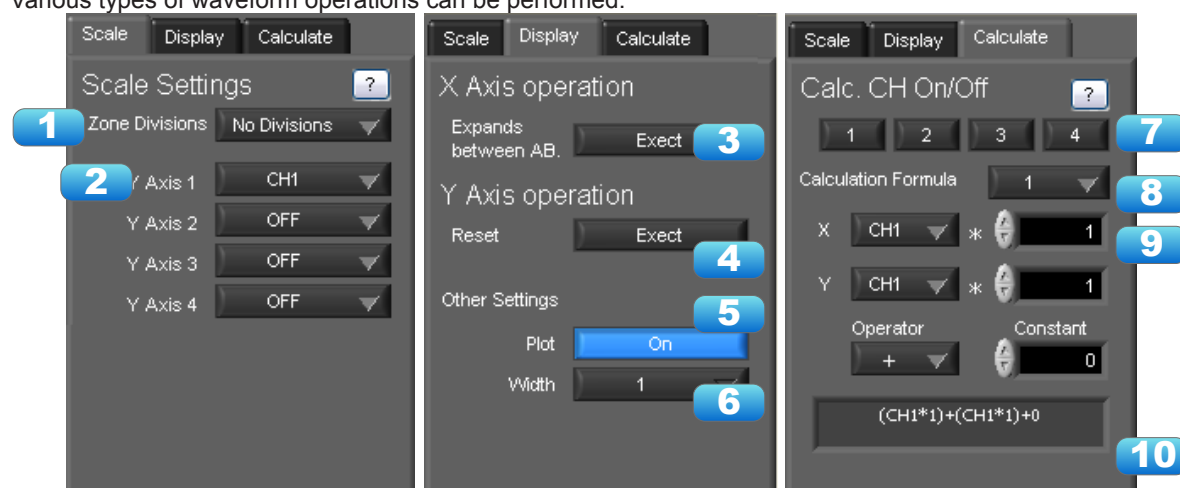 various types of waveform operations can be performed.
Scale Display Calculate
Scale Settings ?
1 Zone Divisions No Divisions
2 Y Axis 1 CH1
Y Axis 2 OFF
Y Axis 3 OFF
Y Axis 4 OFF
Scale Display Calculate
X Axis operation
Expands
between AB. Exect 3
Y Axis operation
Reset Exect
4
Other Settings
5
Plot On
Width 1
6
Scale Display Calculate
Calc. CH On/Off ?
1 2 3 4 7
Calculation Formula 1 8
X CH1 * 1 9
Y CH1 * 1
Operator Constant
+ 0
(CH1*1)+(CH1*1)+0
10